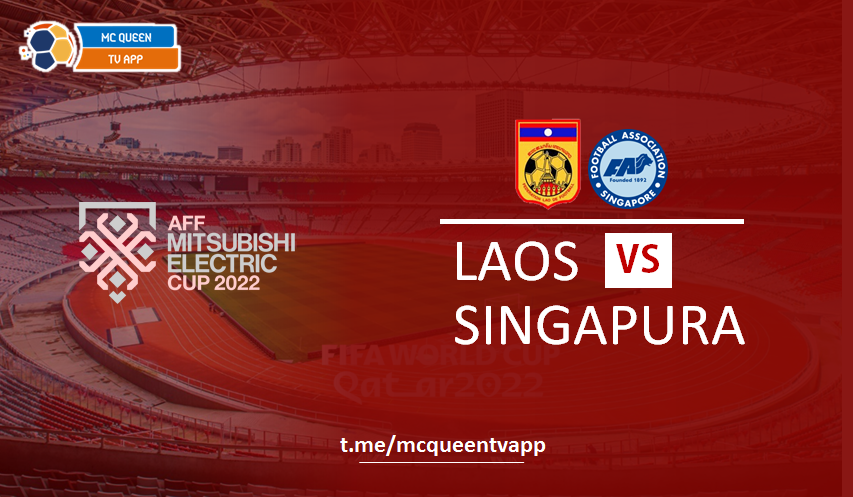 MC QUEEN
TV APP
FOOTBALL ASSOCIATION
FAS
Founded 1892
SINGAPORE
AFF
MITSUBISHI
ELECTRIC
CUP 2022
LAOS VS
SINGAPURA
FIFA WORLD CUP
Qatar2022
t.me/mcqueentvapp